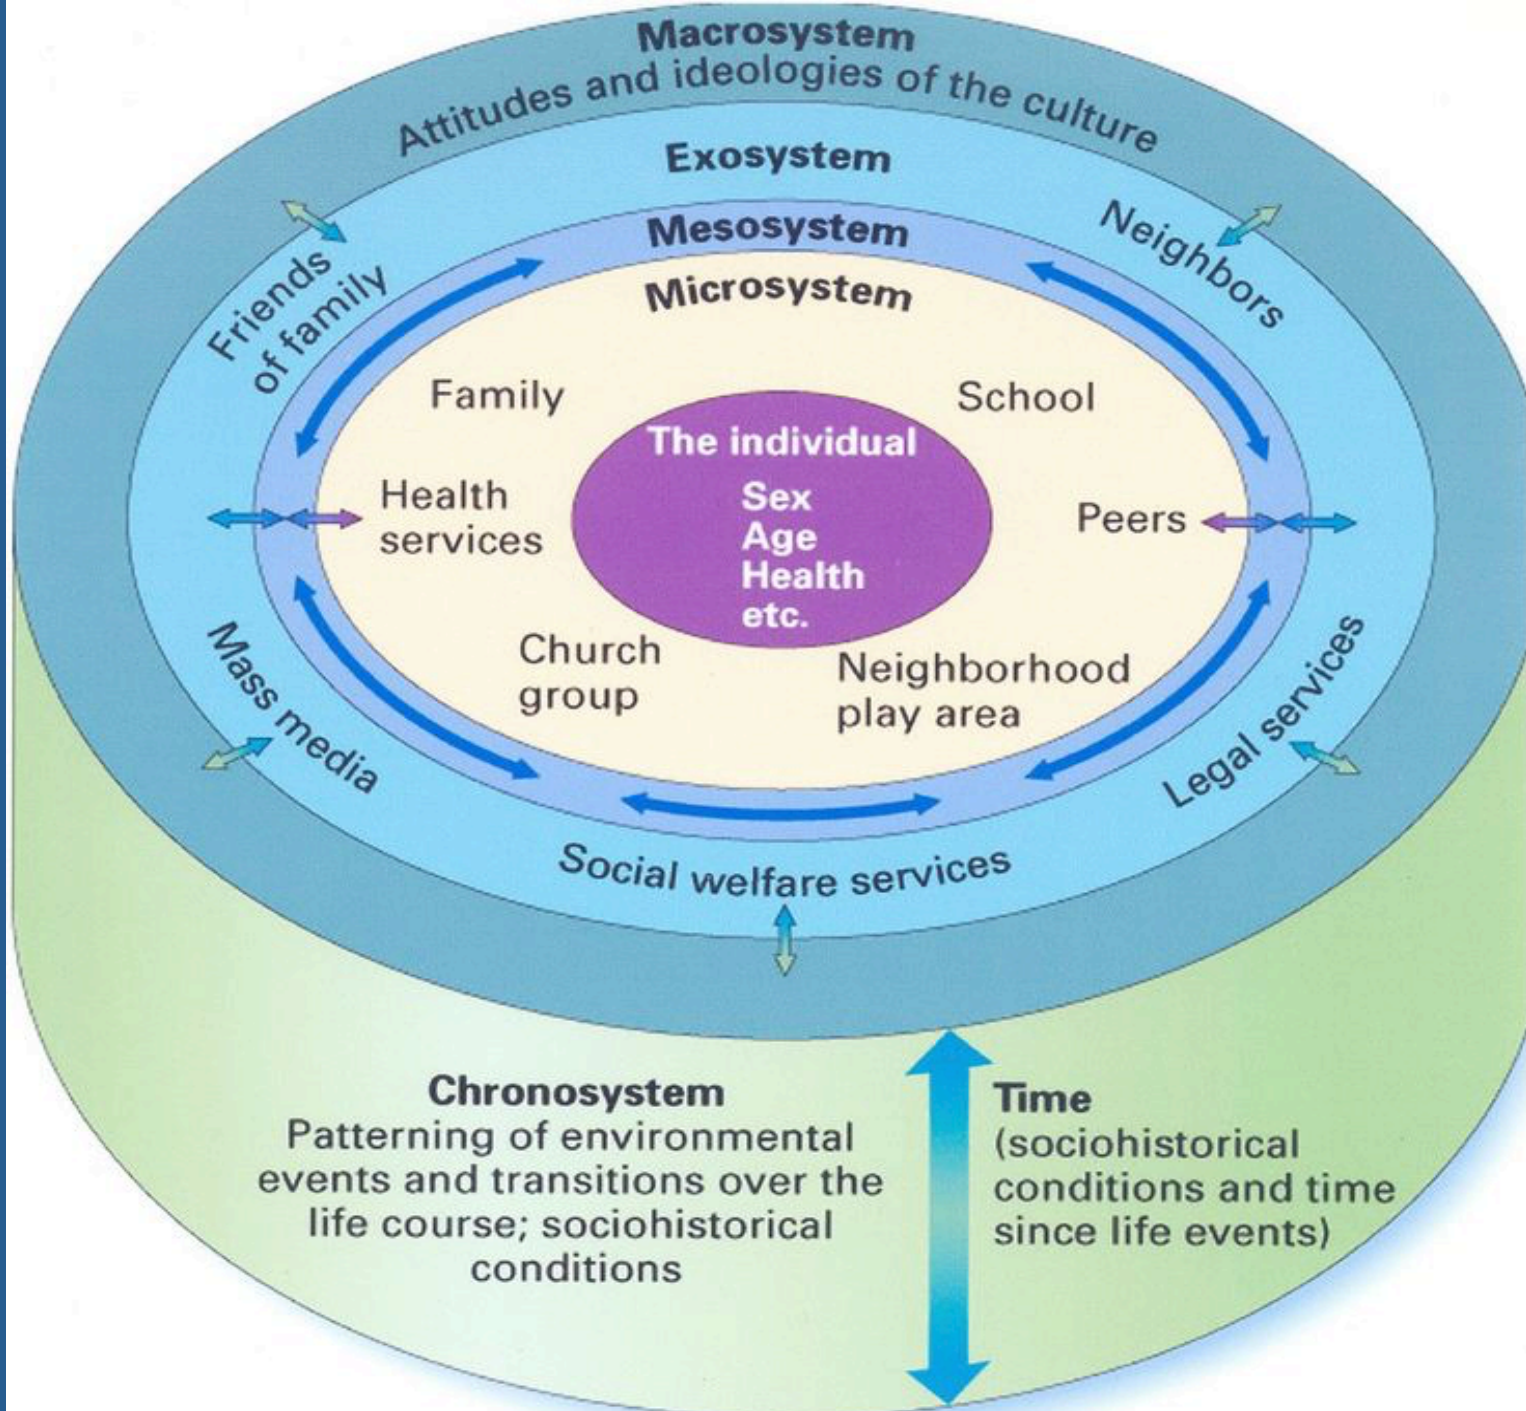 Macrosystem
Attitudes and ideologies of the culture
Exosystem
Mesosystem
Microsystem
Friends
of family
Neighbors
Family
School
The individual
Sex
Age
Health
etc.
Health
services
Peers
Church
group
Neighborhood
play area
Mass media
Legal services
Social welfare services
Chronosystem
Patterning of environmental
events and transitions over the
life course; sociohistorical
conditions
Time
(sociohistorical
conditions and time
since life events)